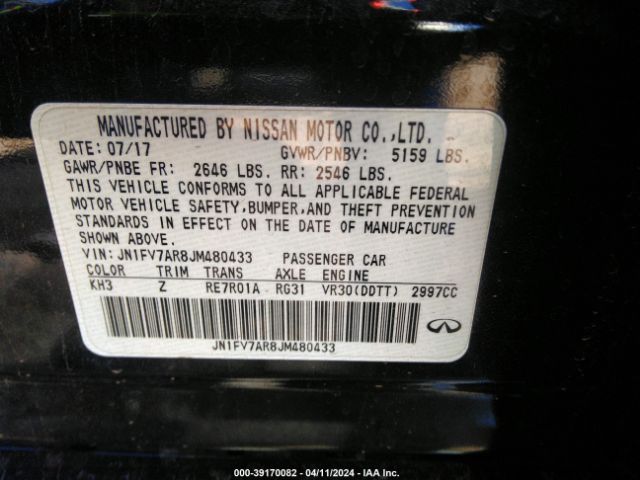 MANUFACTURED BY NISSAN MOTOR CO.,LTD.
DATE: 07/17 GVWR/PNBV: 5159 LBS.
GAWR/PNBE FR: 2646 LBS. RR: 2546 LBS.
THIS VEHICLE CONFORMS TO ALL APPLICABLE FEDERAL
MOTOR VEHICLE SAFETY,BUMPER,AND THEFT PREVENTION
STANDARDS IN EFFECT ON THE DATE OF MANUFACTURE
SHOWN ABOVE.
VIN: JN1FV7AR8JM480433 PASSENGER CAR
COLOR TRIM TRANS AXLE ENGINE
KH3 Z RE7R01A RG31 VR30(DDTT) 2997CC
JN1FV7AR8JM480433
000-39170082 - 04/11/2024 - IAA Inc.